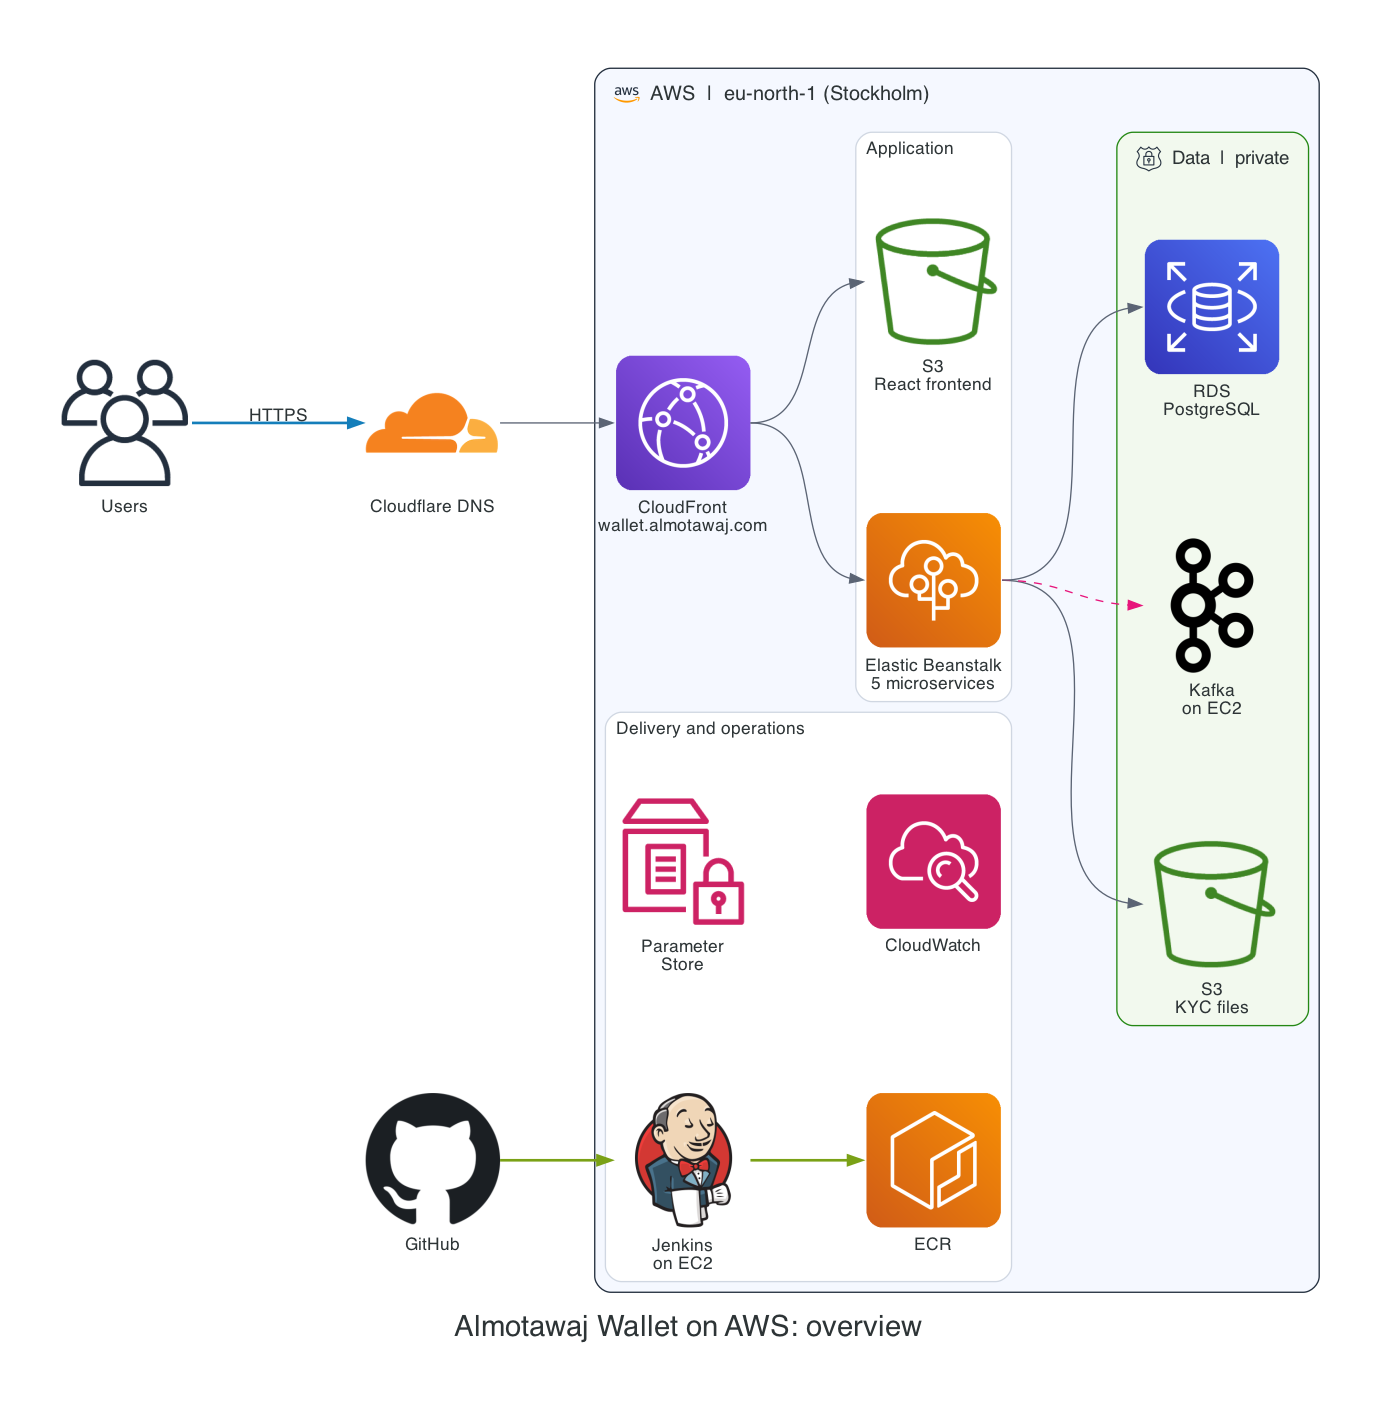 aws
AWS | eu-north-1 (Stockholm)
Application
Data | private
S3
React frontend
RDS
PostgreSQL
HTTPS
Users
Cloudflare DNS
CloudFront
wallet.almotawaj.com
Elastic Beanstalk
5 microservices
Kafka
on EC2
Delivery and operations
Parameter
Store
CloudWatch
S3
KYC files
GitHub
Jenkins
on EC2
ECR
Almotawaj Wallet on AWS: overview